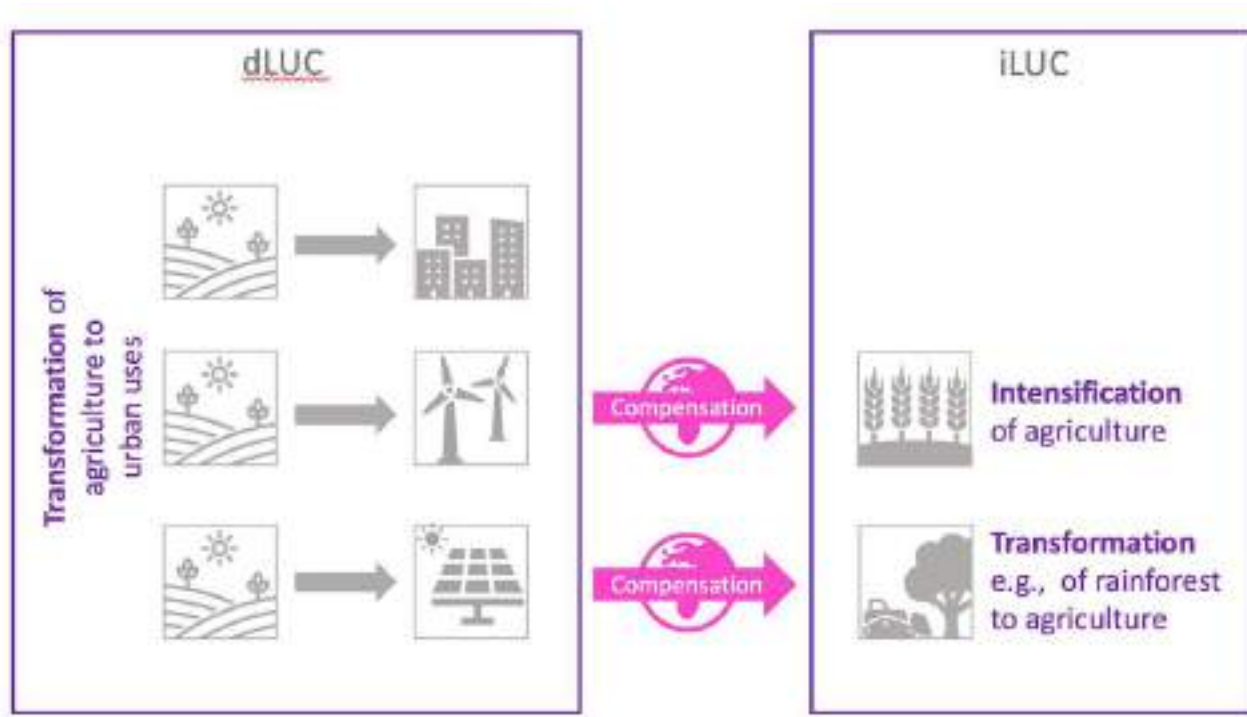 dLUC
iLUC
Transformation of
agriculture to
urban uses
Compensation
Intensification
of agriculture
Compensation
Transformation
e.g., of rainforest
to agriculture